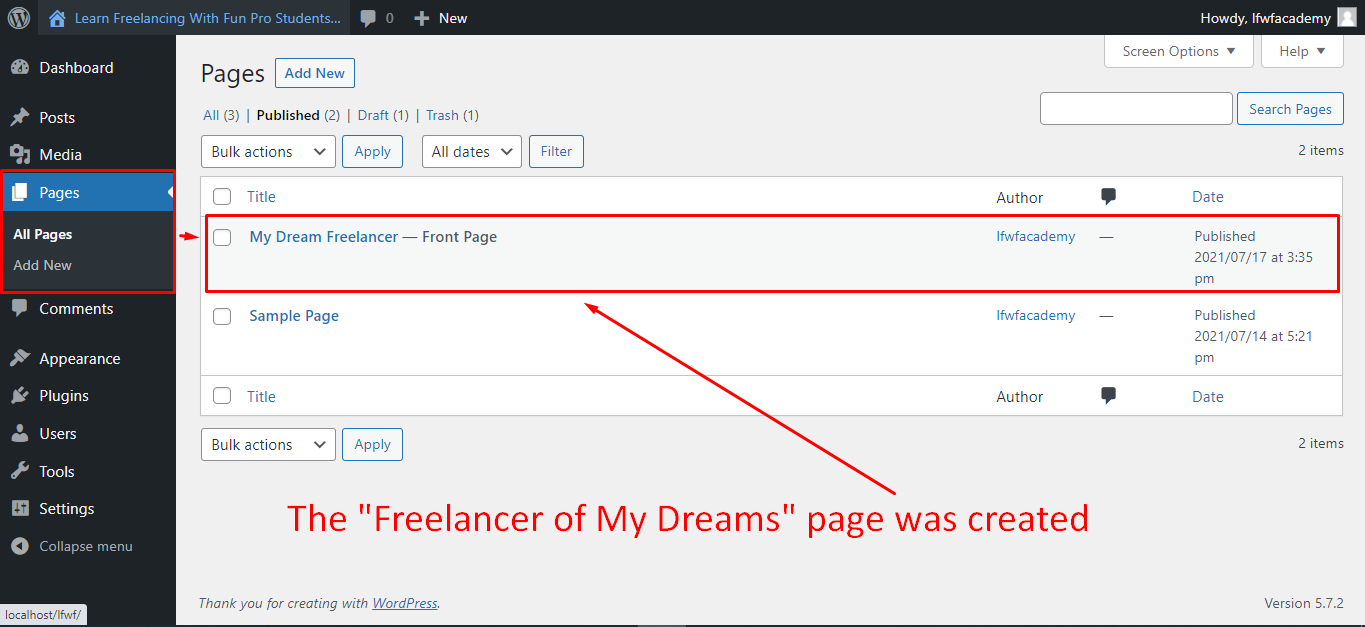 Learn Freelancing With Fun Pro Students... 0 New Howdy, lfwfacademy
Screen Options Help
Dashboard
Posts
Media
Pages
All Pages
Add New
Comments
Appearance
Plugins
Users
Tools
Settings
Collapse menu
localhost/lfwf/
Pages Add New
All (3) | Published (2) | Draft (1) | Trash (1)
Search Pages
Bulk actions Apply All dates Filter
2 items
Title Author Date
My Dream Freelancer — Front Page lfwfacademy — Published
2021/07/17 at 3:35
pm
Sample Page lfwfacademy — Published
2021/07/14 at 5:21
pm
Title Author Date
Bulk actions Apply
2 items
The "Freelancer of My Dreams" page was created
Thank you for creating with WordPress. Version 5.7.2